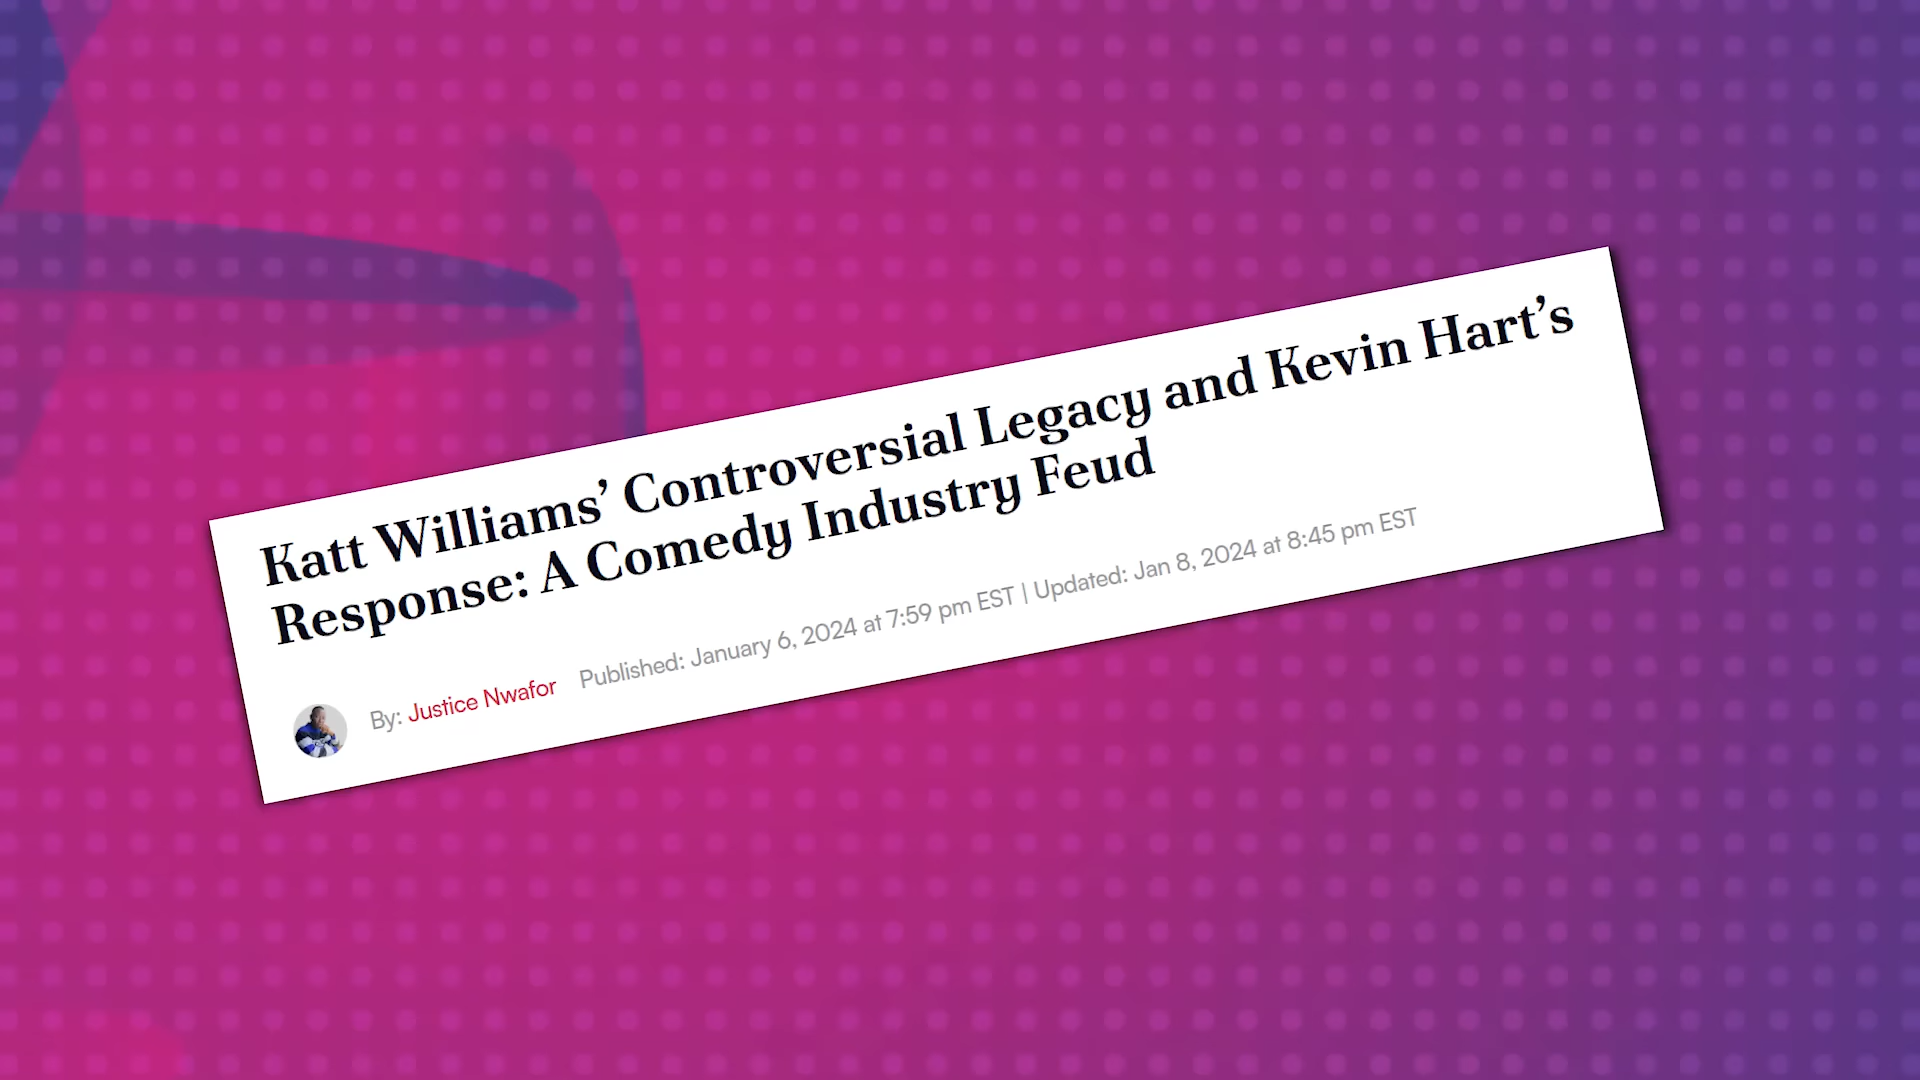 Katt Williams’ Controversial Legacy and Kevin Hart’s
Response: A Comedy Industry Feud
By: Justice Nwafor Published: January 6, 2024 at 7:59 pm EST | Updated: Jan 8, 2024 at 8:45 pm EST